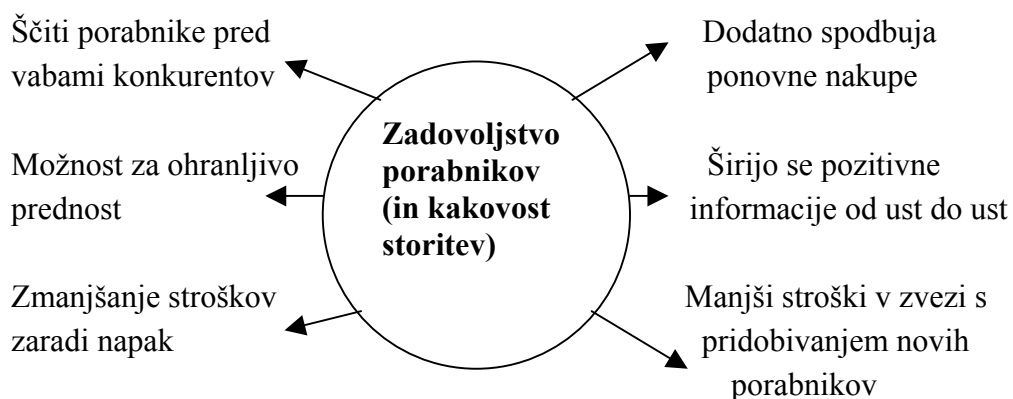 Ščiti porabnike pred
vabami konkurentov
Možnost za ohranljivo
prednost
Zmanjšanje stroškov
zaradi napak
Zadovoljstvo
porabnikov
(in kakovost
storitev)
Dodatno spodbuja
ponovne nakupe
Širijo se pozitivne
informacije od ust do ust
Manjši stroški v zvezi s
pridobivanjem novih
porabnikov